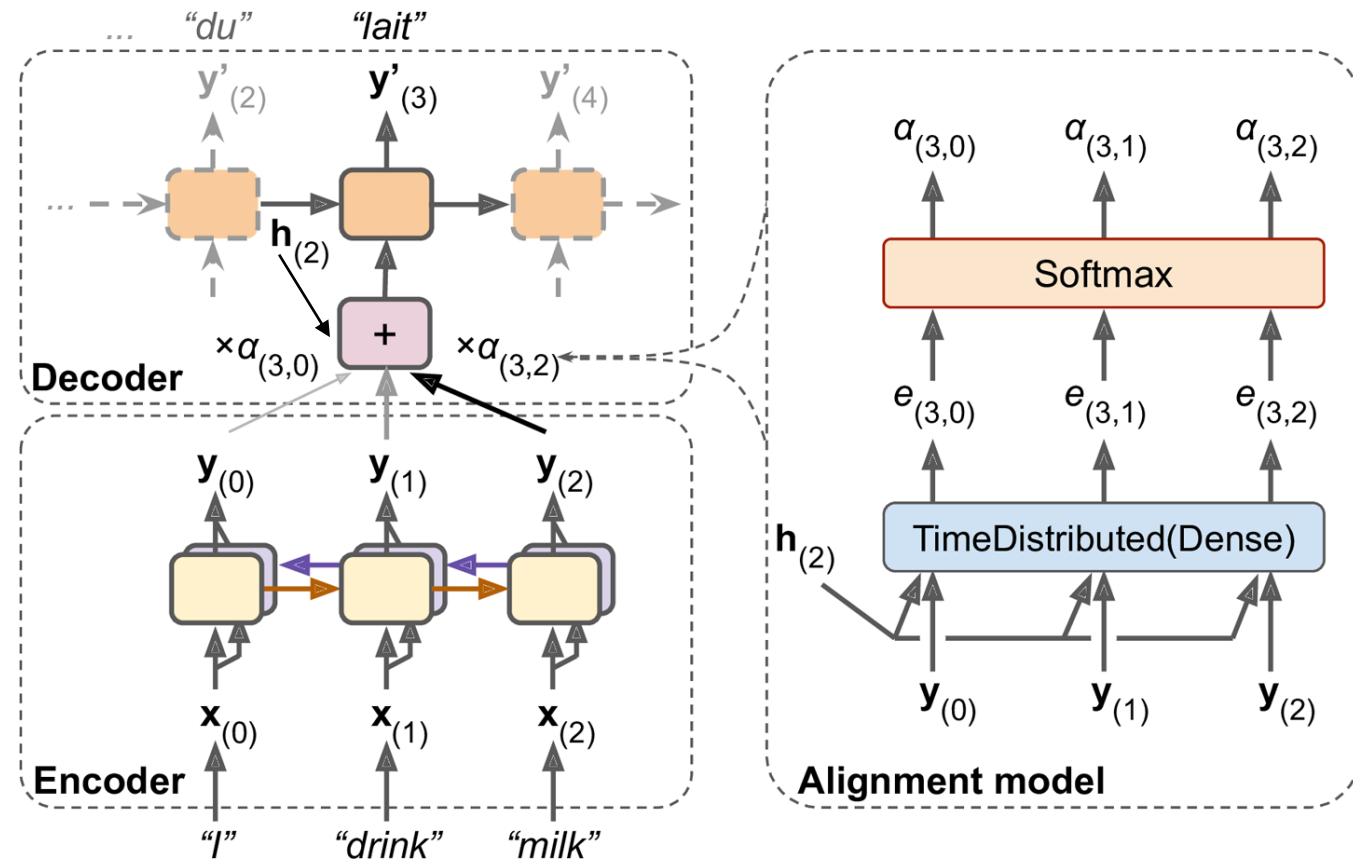 ... “du” “lait”
y’(2) y’(3) y’(4)
...
h(2)
+
×α(3,0) ×α(3,2)
Decoder
y(0) y(1) y(2)
x(0) x(1) x(2)
Encoder
“I” “drink” “milk”
α(3,0) α(3,1) α(3,2)
Softmax
e(3,0) e(3,1) e(3,2)
TimeDistributed(Dense)
h(2)
y(0) y(1) y(2)
Alignment model